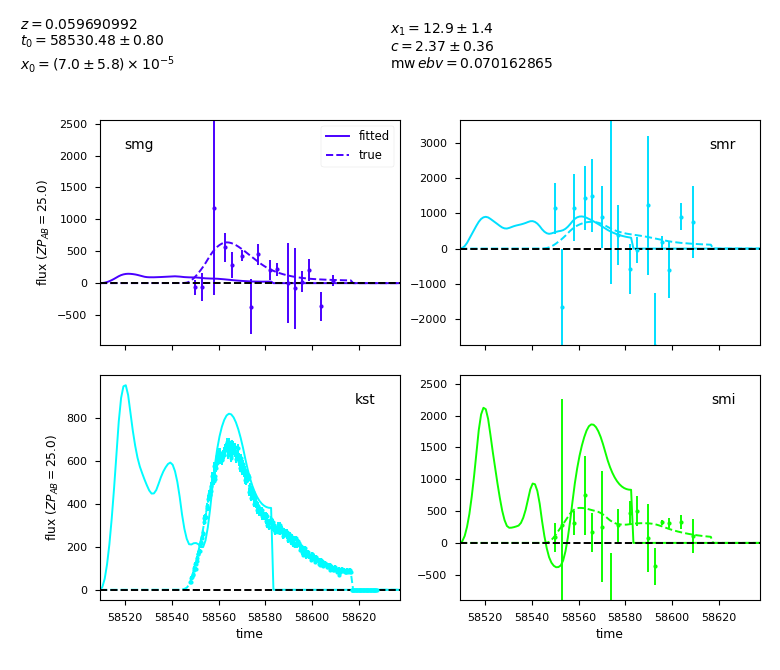 z = 0.059690992
t₀ = 58530.48 ± 0.80
x₀ = (7.0 ± 5.8) × 10⁻⁵
x₁ = 12.9 ± 1.4
c = 2.37 ± 0.36
mw ebv = 0.070162865
smg
fitted
true
2500
2000
1500
1000
500
0
−500
flux (ZP_AB = 25.0)
smr
3000
2000
1000
0
−1000
−2000
kst
800
600
400
200
0
flux (ZP_AB = 25.0)
58520 58540 58560 58580 58600 58620
time
smi
2500
2000
1500
1000
500
0
−500
58520 58540 58560 58580 58600 58620
time